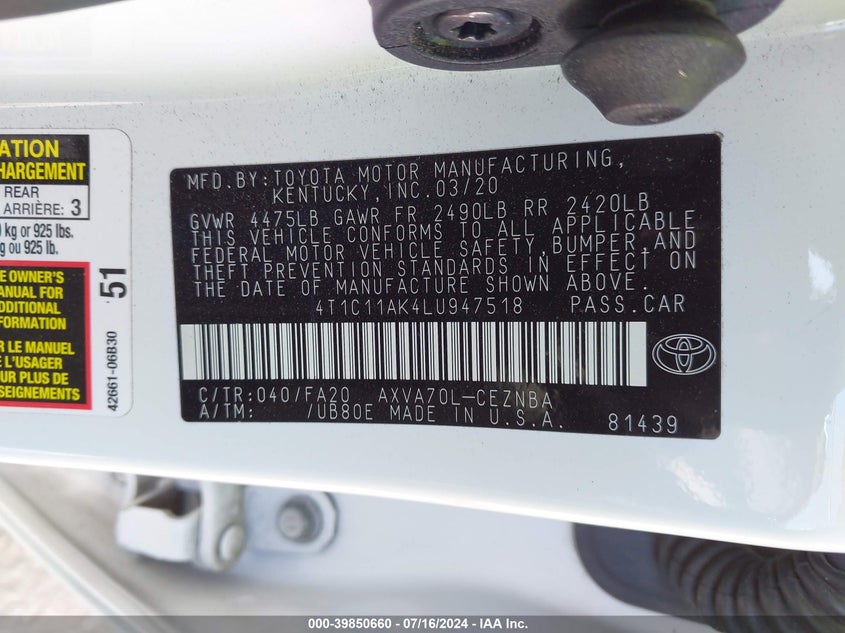 ATION
HARGEMENT
REAR
ARRIÈRE: 3
kg or 925 lbs.
kg ou 925 lb.
E OWNER'S
MANUAL FOR
ADDITIONAL
FORMATION
R LE MANUEL
L'USAGER
UR PLUS DE
SEIGNEMENTS
51
42661-06B30
MFD.BY:TOYOTA MOTOR MANUFACTURING,
KENTUCKY,INC.03/20
GVWR 4475LB GAWR FR 2490LB RR 2420LB
THIS VEHICLE CONFORMS TO ALL APPLICABLE
FEDERAL MOTOR VEHICLE SAFETY,BUMPER,AND
THEFT PREVENTION STANDARDS IN EFFECT ON
THE DATE OF MANUFACTURE SHOWN ABOVE.
4T1C11AK4LU947518 PASS.CAR
C/TR:040/FA20 AXVA70L-CEZNBA
A/TM: /UB80E MADE IN U.S.A. 81439
000-39850660 - 07/16/2024 - IAA Inc.